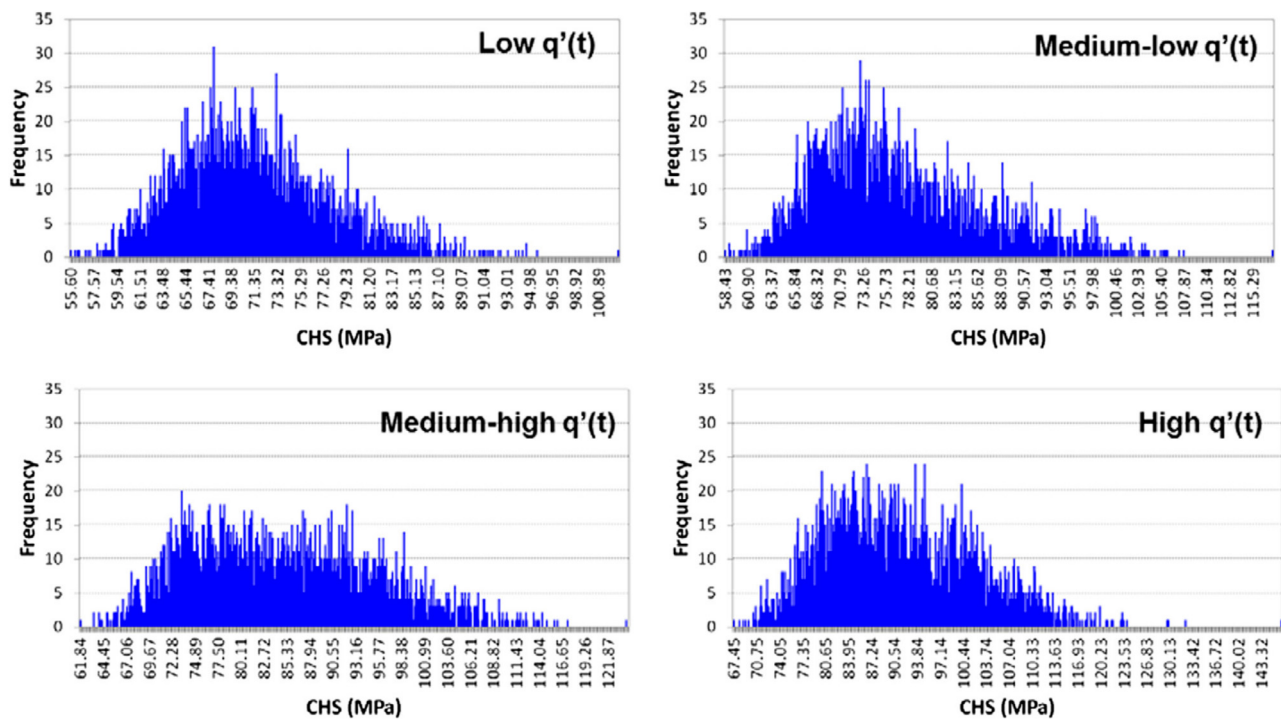 Low q’(t)
35
30
25
20
15
10
5
0
Frequency
55.60 57.57 59.54 61.51 63.48 65.44 67.41 69.38 71.35 73.32 75.29 77.26 79.23 81.20 83.17 85.13 87.10 89.07 91.04 93.01 94.98 96.95 98.92 100.89
CHS (MPa)
Medium-low q’(t)
35
30
25
20
15
10
5
0
Frequency
58.43 60.90 63.37 65.84 68.32 70.79 73.26 75.73 78.21 80.68 83.15 85.62 88.09 90.57 93.04 95.51 97.98 100.46 102.93 105.40 107.87 110.34 112.82 115.29
CHS (MPa)
Medium-high q’(t)
35
30
25
20
15
10
5
0
Frequency
61.84 64.45 67.06 69.67 72.28 74.89 77.50 80.11 82.72 85.33 87.94 90.55 93.16 95.77 98.38 100.99 103.60 106.21 108.82 111.43 114.04 116.65 119.26 121.87
CHS (MPa)
High q’(t)
35
30
25
20
15
10
5
0
Frequency
67.45 70.75 74.05 77.35 80.65 83.95 87.24 90.54 93.84 97.14 100.44 103.74 107.04 110.33 113.63 116.93 120.23 123.53 126.83 130.13 133.42 136.72 140.02 143.32
CHS (MPa)